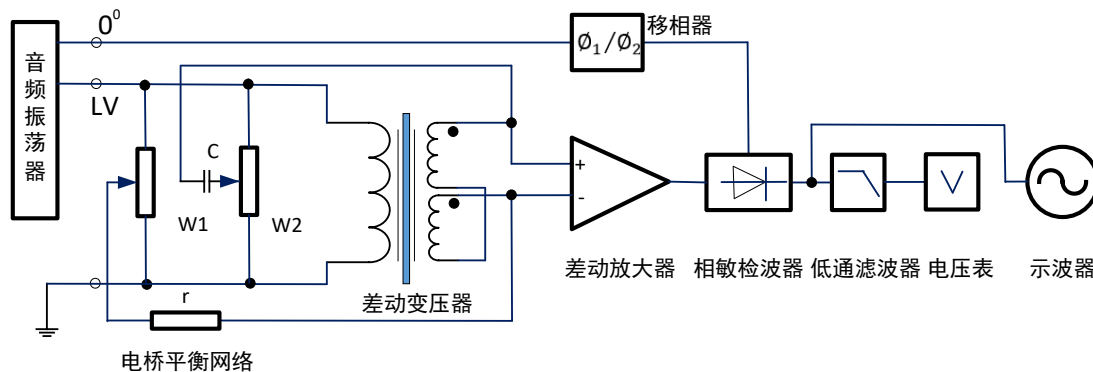 音频振荡器
0⁰
LV
移相器
Ø₁/Ø₂
C
W1
W2
r
+
-
V
差动变压器
差动放大器
相敏检波器
低通滤波器
电压表
示波器
电桥平衡网络